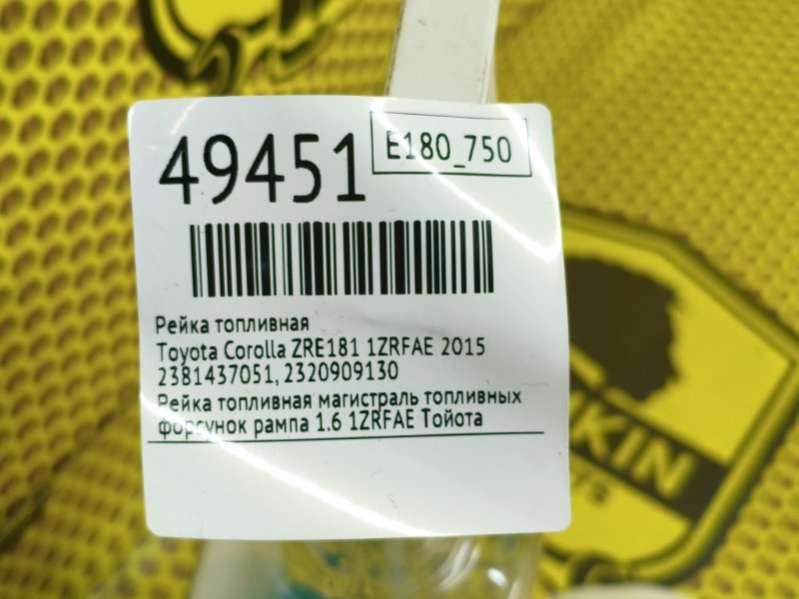 49451
E180_750
Рейка топливная
Toyota Corolla ZRE181 1ZRFAE 2015
2381437051, 2320909130
Рейка топливная магистраль топливных
форсунок рампа 1.6 1ZRFAE Тойота